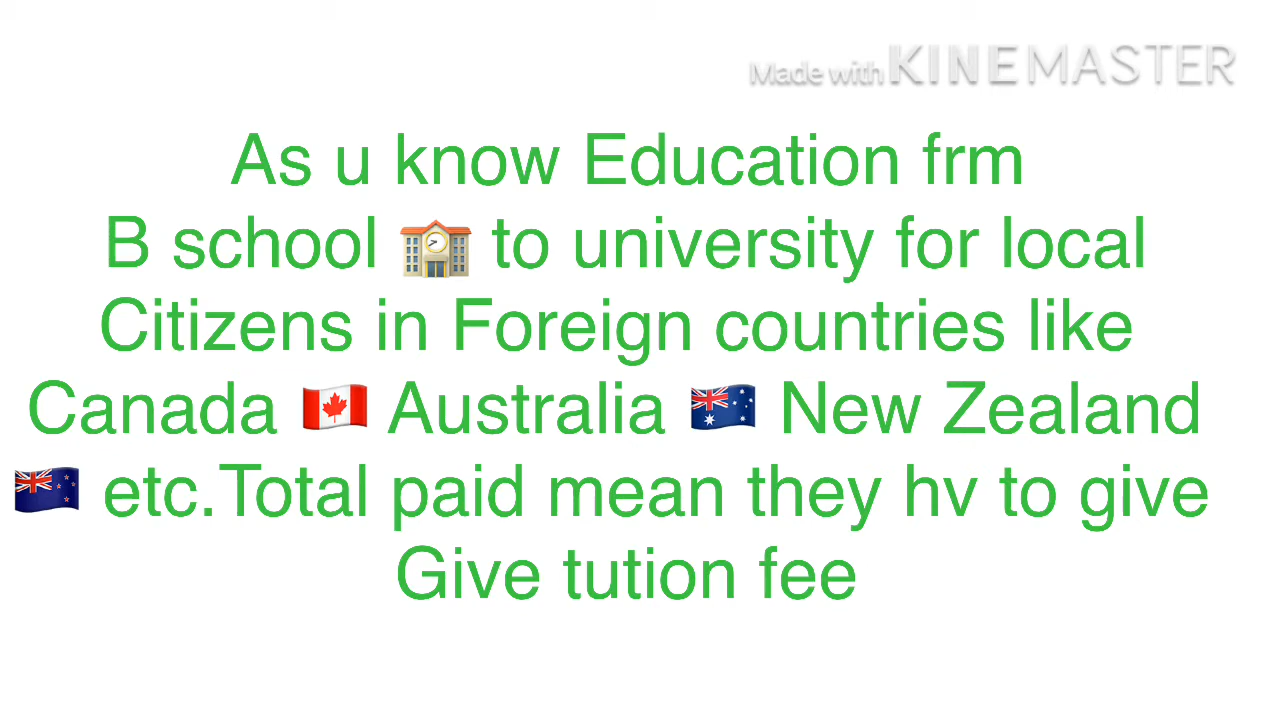 Made with KINEMASTER
As u know Education frm
B school 🏫 to university for local
Citizens in Foreign countries like
Canada 🇨🇦 Australia 🇦🇺 New Zealand
🇳🇿 etc.Total paid mean they hv to give
Give tution fee